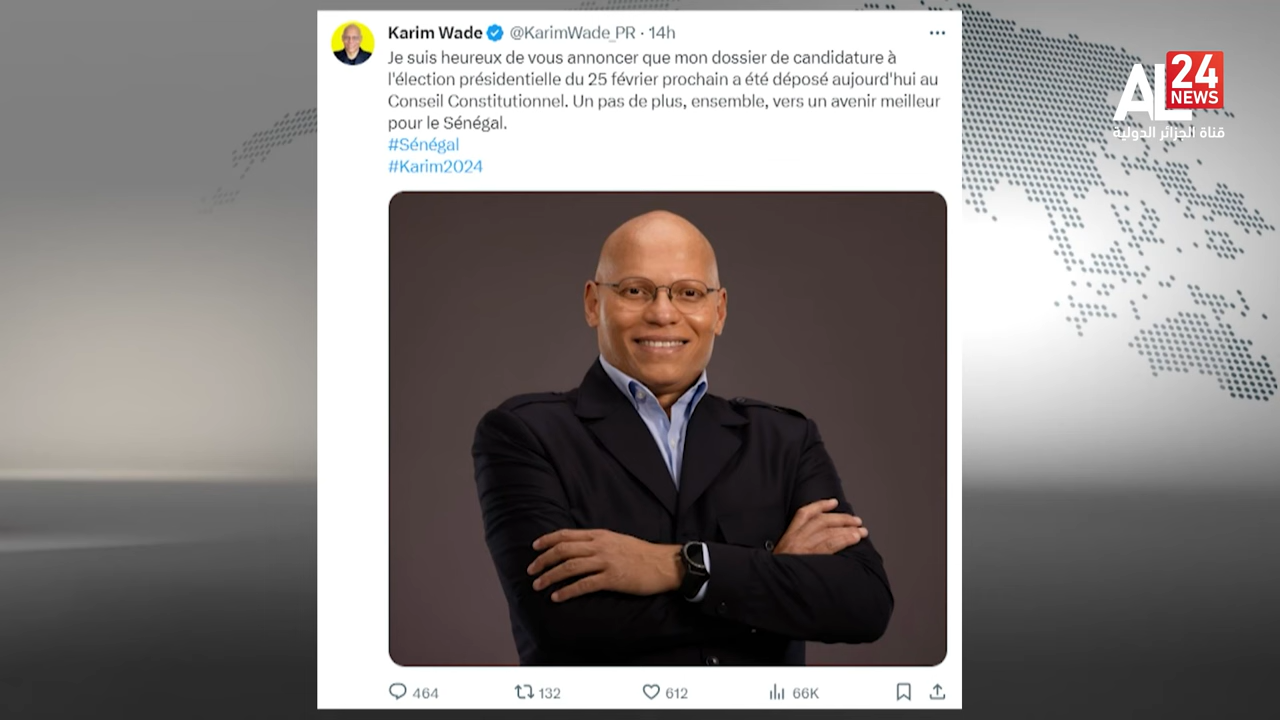 Karim Wade @KarimWade_PR · 14h
Je suis heureux de vous annoncer que mon dossier de candidature à
l'élection présidentielle du 25 février prochain a été déposé aujourd'hui au
Conseil Constitutionnel. Un pas de plus, ensemble, vers un avenir meilleur
pour le Sénégal.
#Sénégal
#Karim2024
464 132 612 66K
AL 24
NEWS
قناة الجزائر الدولية